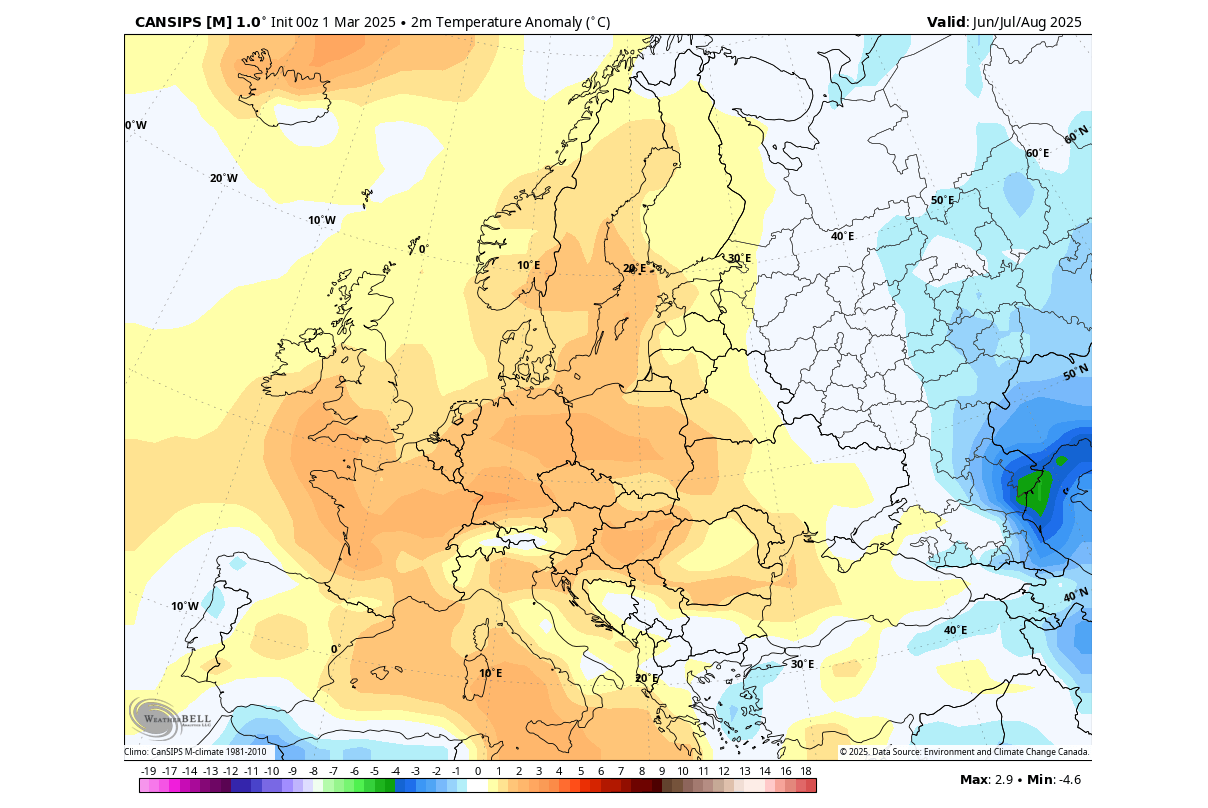 CANSIPS [M] 1.0° Init 00z 1 Mar 2025 • 2m Temperature Anomaly (°C)
Valid: Jun/Jul/Aug 2025
0°W
20°W
10°W
0°
10°E
20°E
30°E
40°E
50°E
60°E
60°N
50°N
40°N
10°W
0°
10°E
20°E
30°E
40°E
WEATHERBELL
Analytics LLC
Climo: CanSIPS M-climate 1981-2010
© 2025. Data Source: Environment and Climate Change Canada.
-19 -17 -14 -13 -12 -11 -10 -9 -8 -7 -5 -4 -3 -2 -1 0 1 2 3 4 5 6 7 8 9 10 11 12 13 14 16 18
Max: 2.9 • Min: -4.6